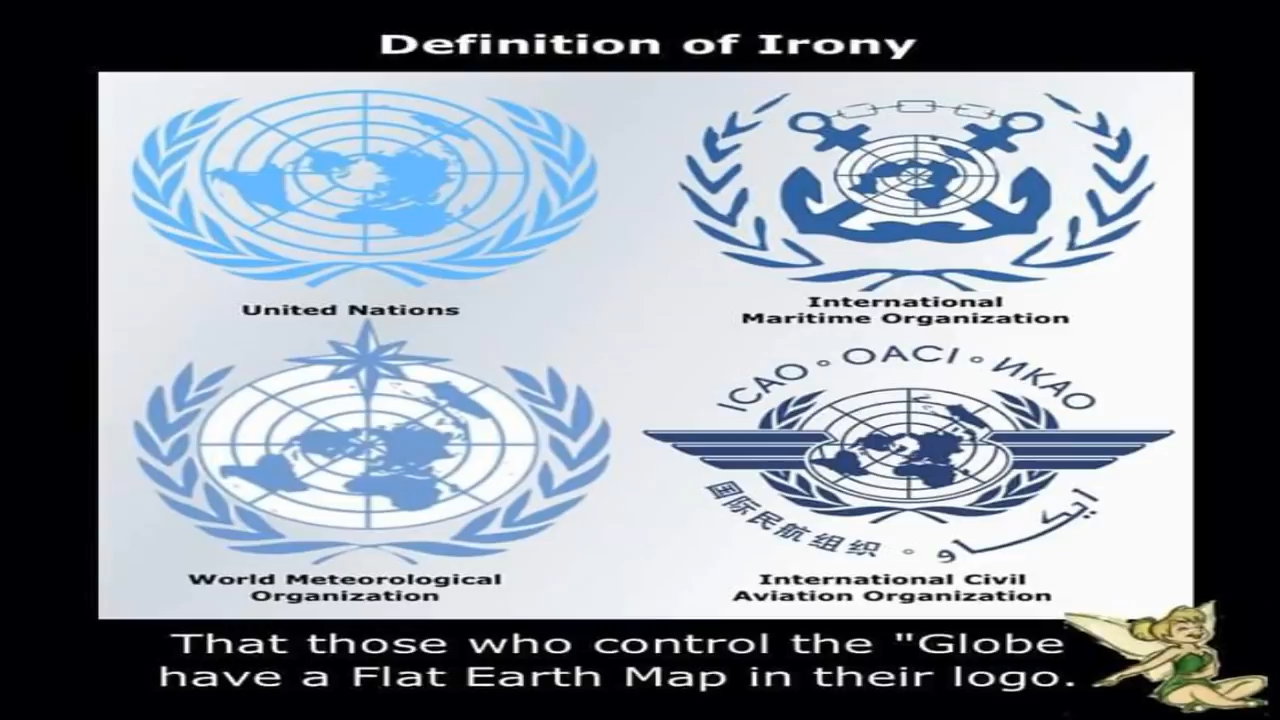 Definition of Irony
United Nations
International
Maritime Organization
ICAO ∘ OACI ∘ ИКАО
国际民航组织 ∘ ايكاو
World Meteorological
Organization
International Civil
Aviation Organization
That those who control the "Globe
have a Flat Earth Map in their logo.